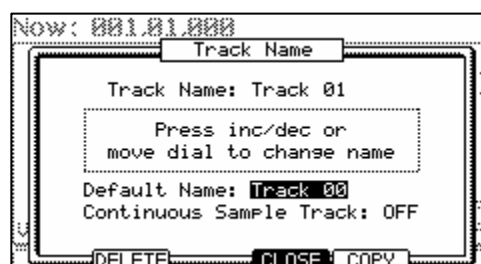 Now: 001.01.000
Track Name
Track Name: Track 01
Press inc/dec or
move dial to change name
Default Name: Track 00
Continuous Sample Track: OFF
DELETE CLOSE COPY